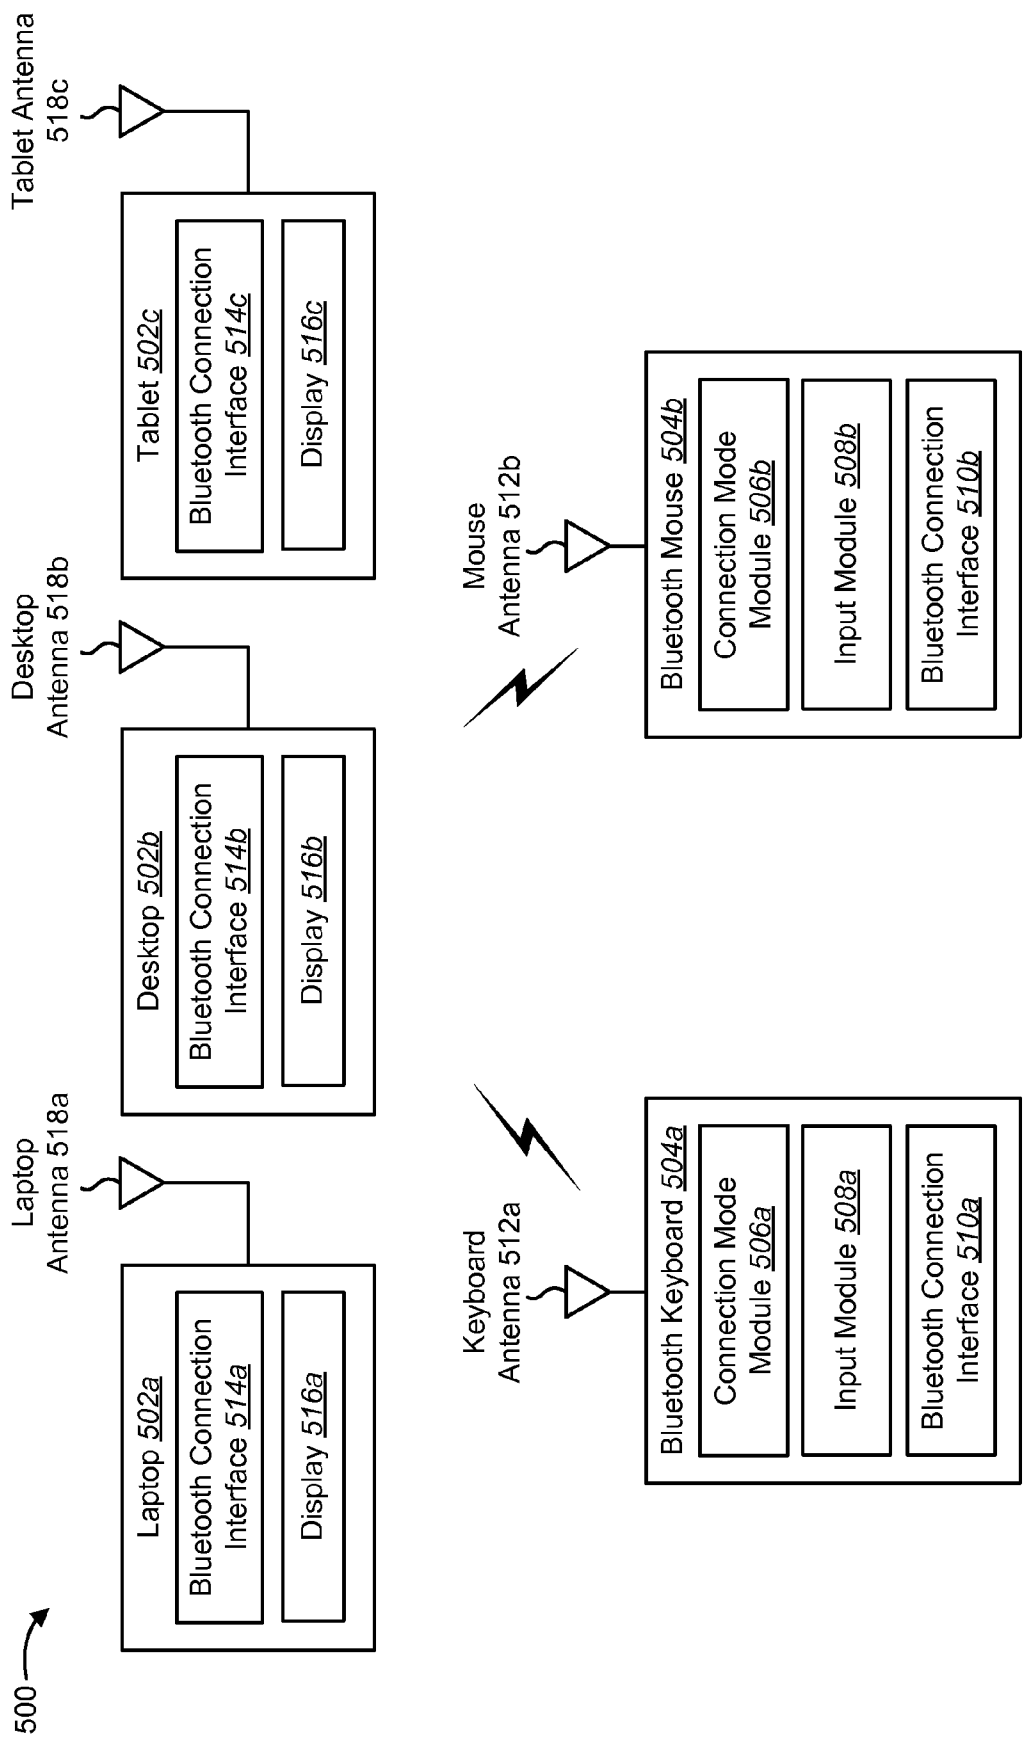 500
Laptop
Antenna 518a
Desktop
Antenna 518b
Tablet Antenna
518c
Laptop 502a
Bluetooth Connection
Interface 514a
Display 516a
Desktop 502b
Bluetooth Connection
Interface 514b
Display 516b
Tablet 502c
Bluetooth Connection
Interface 514c
Display 516c
Keyboard
Antenna 512a
Mouse
Antenna 512b
Bluetooth Keyboard 504a
Connection Mode
Module 506a
Input Module 508a
Bluetooth Connection
Interface 510a
Bluetooth Mouse 504b
Connection Mode
Module 506b
Input Module 508b
Bluetooth Connection
Interface 510b